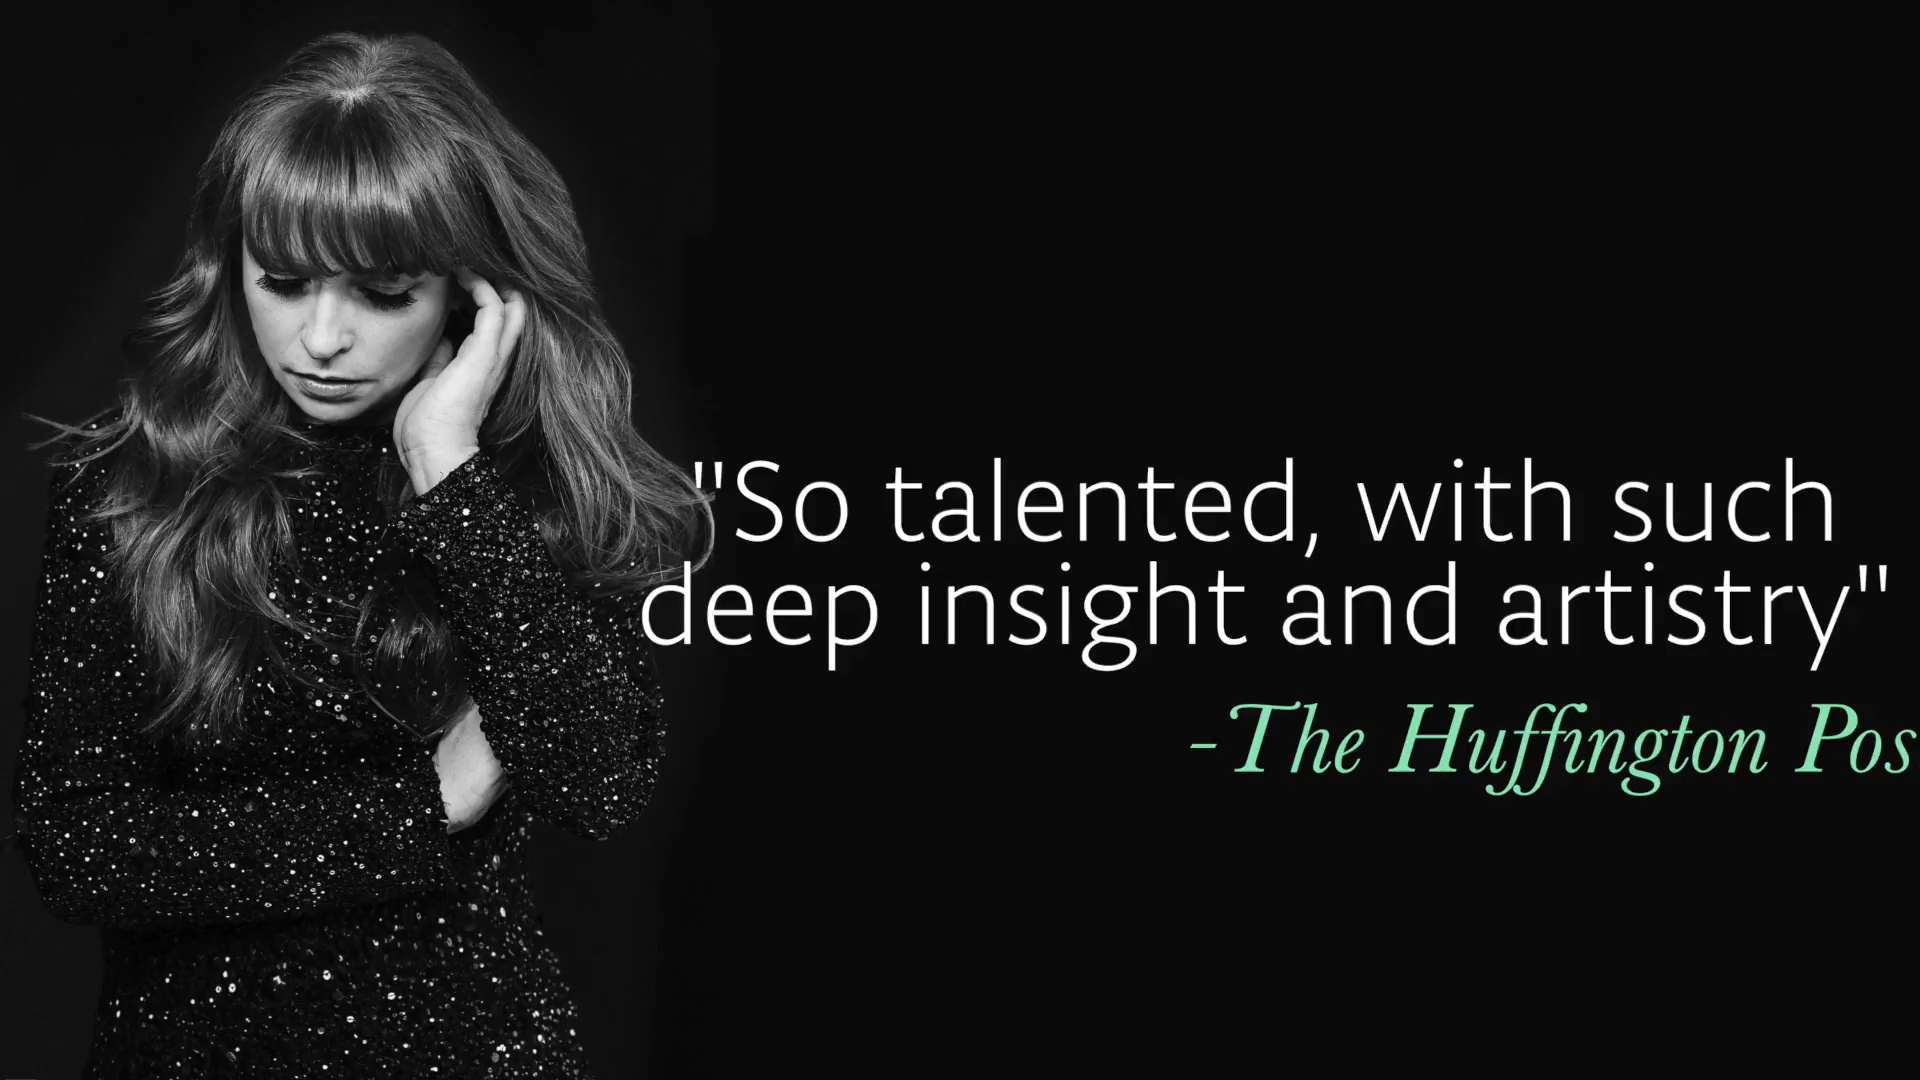 "So talented, with such
deep insight and artistry"
-The Huffington Pos